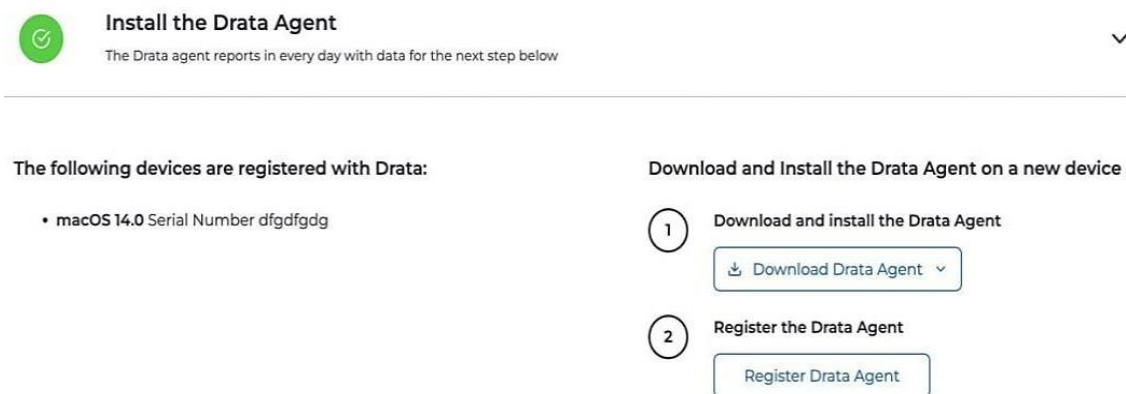 Install the Drata Agent
The Drata agent reports in every day with data for the next step below
The following devices are registered with Drata:
• macOS 14.0 Serial Number dfgdfgdg
Download and Install the Drata Agent on a new device
1
Download and install the Drata Agent
Download Drata Agent
2
Register the Drata Agent
Register Drata Agent